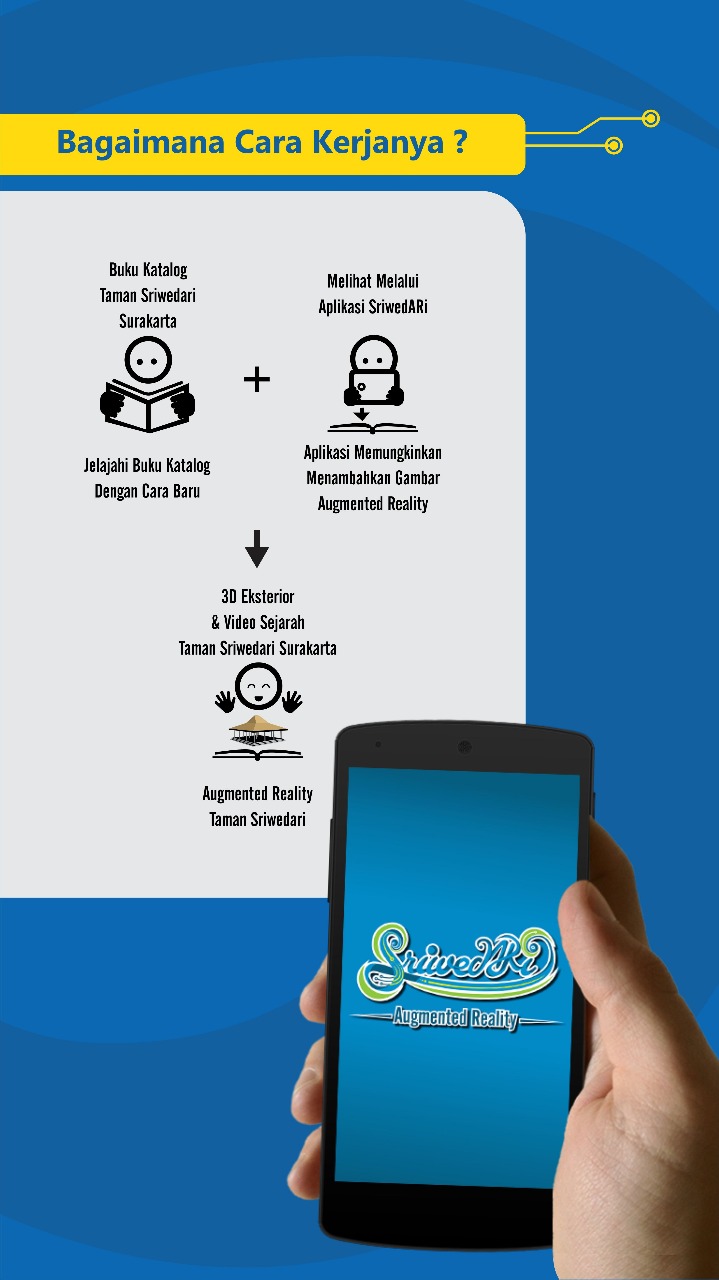 Bagaimana Cara Kerjanya ?
Buku Katalog
Taman Sriwedari
Surakarta
Melihat Melalui
Aplikasi SriwedARi
+
Jelajahi Buku Katalog
Dengan Cara Baru
Aplikasi Memungkinkan
Menambahkan Gambar
Augmented Reality
3D Eksterior
& Video Sejarah
Taman Sriwedari Surakarta
Augmented Reality
Taman Sriwedari
SriwedARi
Augmented Reality